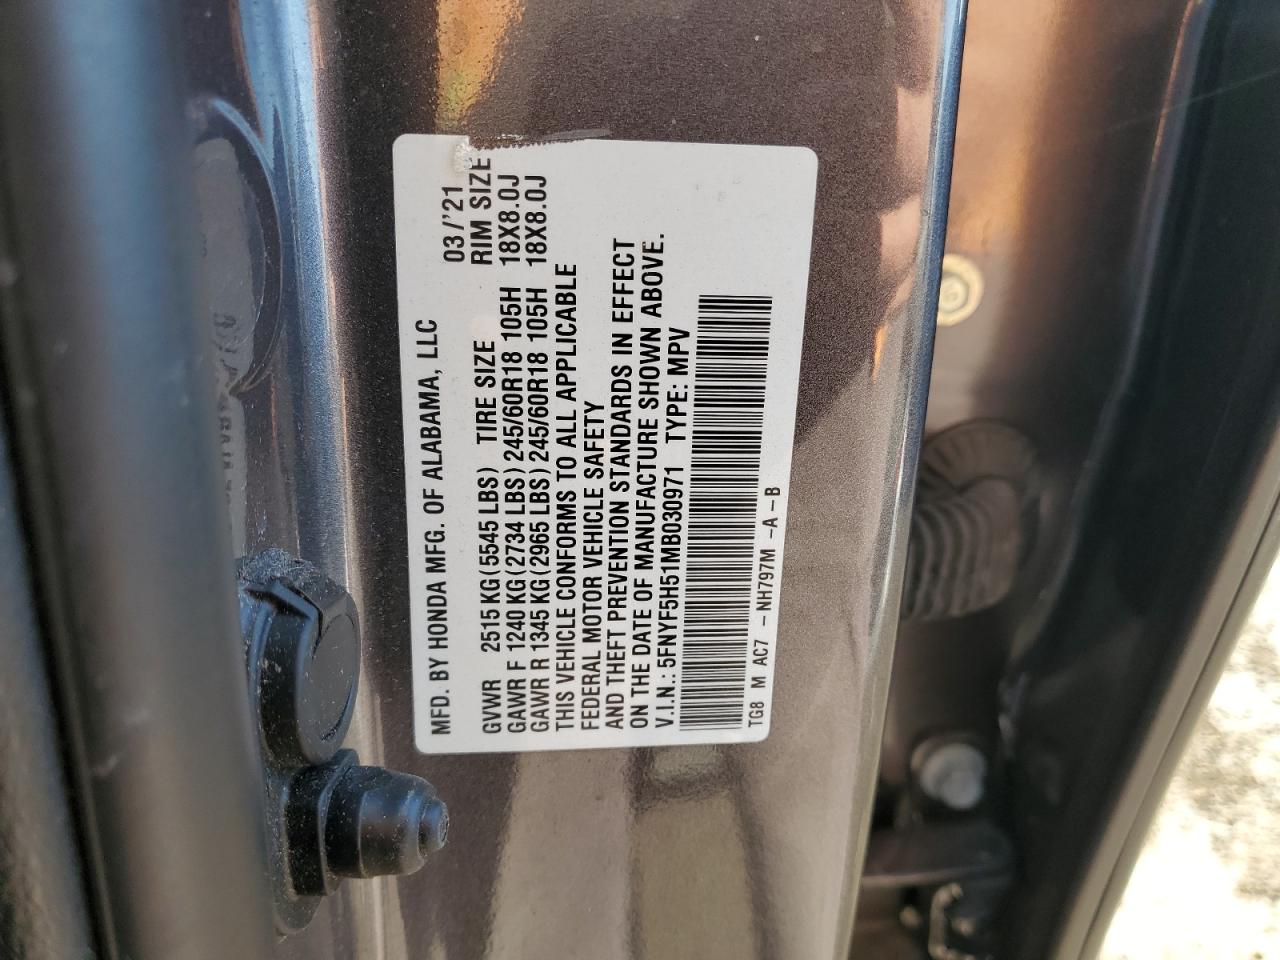 MFD. BY HONDA MFG. OF ALABAMA, LLC 03/'21
GVWR 2515 KG(5545 LBS) TIRE SIZE RIM SIZE
GAWR F 1240 KG(2734 LBS)245/60R18 105H 18X8.0J
GAWR R 1345 KG(2965 LBS)245/60R18 105H 18X8.0J
THIS VEHICLE CONFORMS TO ALL APPLICABLE
FEDERAL MOTOR VEHICLE SAFETY
AND THEFT PREVENTION STANDARDS IN EFFECT
ON THE DATE OF MANUFACTURE SHOWN ABOVE.
V.I.N.: 5FNYF5H51MB030971 TYPE: MPV
TG8 M AC7 -NH797M -A -B